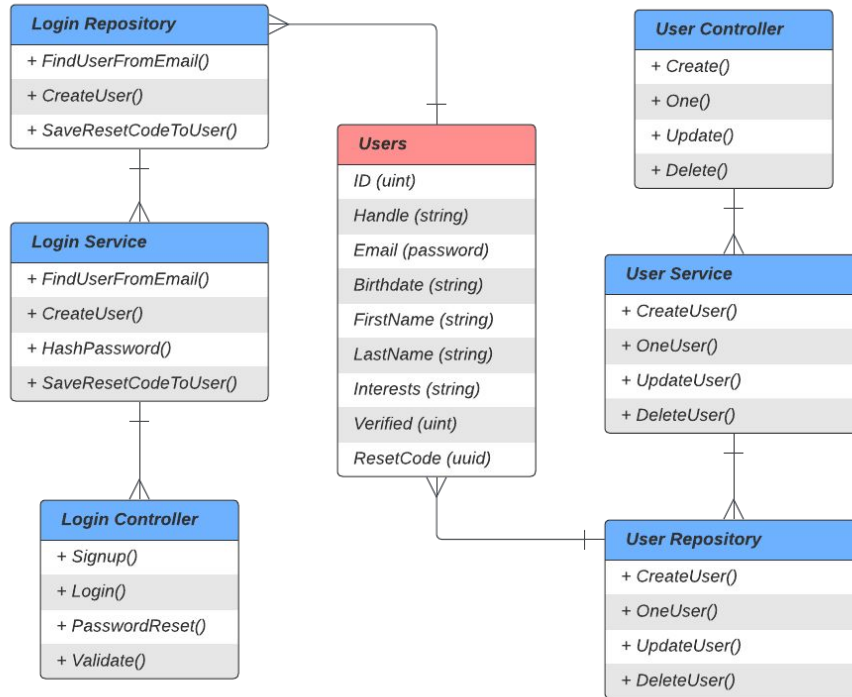 Login Repository
+ FindUserFromEmail()
+ CreateUser()
+ SaveResetCodeToUser()
Login Service
+ FindUserFromEmail()
+ CreateUser()
+ HashPassword()
+ SaveResetCodeToUser()
Login Controller
+ Signup()
+ Login()
+ PasswordReset()
+ Validate()
Users
ID (uint)
Handle (string)
Email (password)
Birthdate (string)
FirstName (string)
LastName (string)
Interests (string)
Verified (uint)
ResetCode (uuid)
User Controller
+ Create()
+ One()
+ Update()
+ Delete()
User Service
+ CreateUser()
+ OneUser()
+ UpdateUser()
+ DeleteUser()
User Repository
+ CreateUser()
+ OneUser()
+ UpdateUser()
+ DeleteUser()